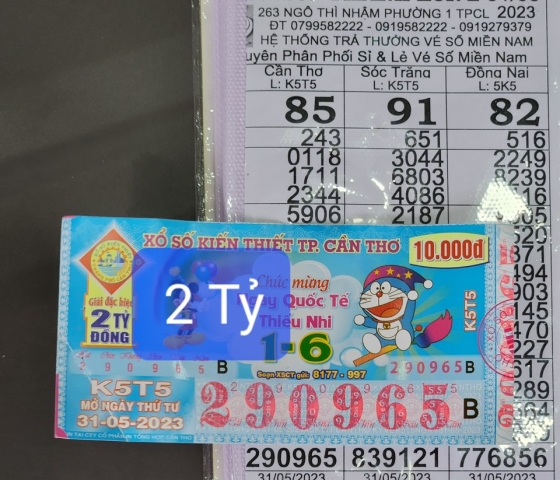 263 NGÔ THÌ NHẬM PHƯỜNG 1 TPCL 2023
ĐT 0799582222 - 0919582222 - 0919279379
HỆ THỐNG TRẢ THƯỞNG VÉ SỐ MIỀN NAM
uyên Phân Phối Sỉ & Lẻ Vé Số Miền Nam
Cần Thơ Sóc Trăng Đồng Nai
L: K5T5 L: K5T5 L: 5K5
85 91 82
243 651 516
0118 3044 2249
1711 6803 8239
2344 4086
5906 2187
XỔ SỐ KIẾN THIẾT TP. CẦN THƠ 10.000đ
Giải đặc biệt
2 TỶ
ĐỒNG
2 Tỷ
Chúc mừng
Quốc Tế
Thiếu Nhi
1-6
Soạn XSCT gửi: 8177 - 997
K5T5
290965 B
290965 B
K5T5
MỞ NGÀY THỨ TƯ
31-05-2023
290965 B
290965 839121 776856
31/05/2023 31/05/2023 31/05/2023